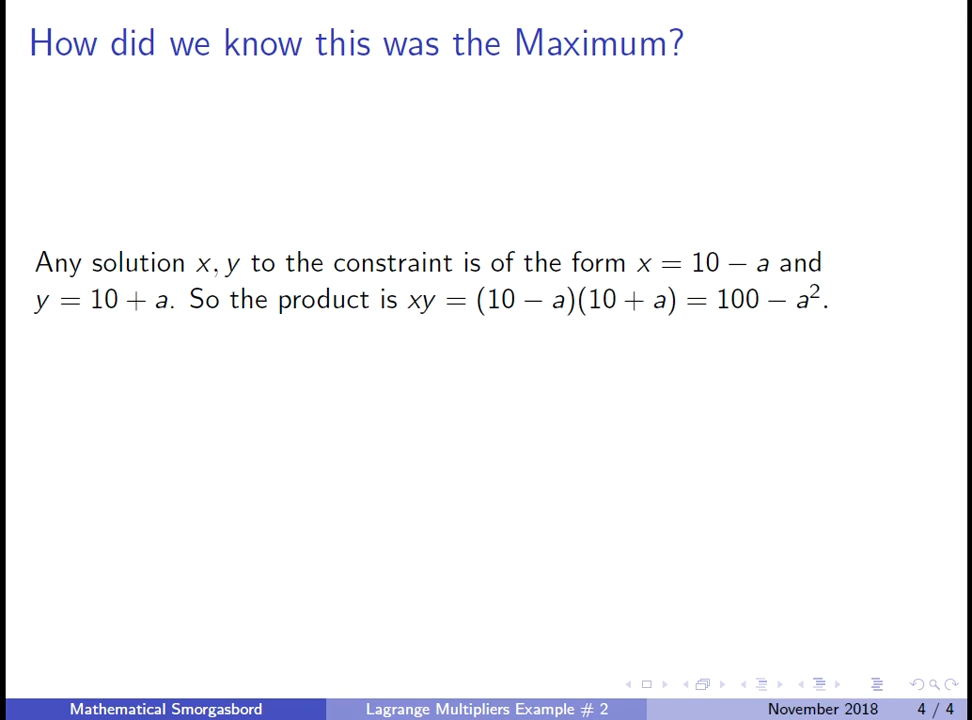 How did we know this was the Maximum?
Any solution x, y to the constraint is of the form x = 10 − a and
y = 10 + a. So the product is xy = (10 − a)(10 + a) = 100 − a².
Mathematical Smorgasbord Lagrange Multipliers Example # 2 November 2018 4 / 4